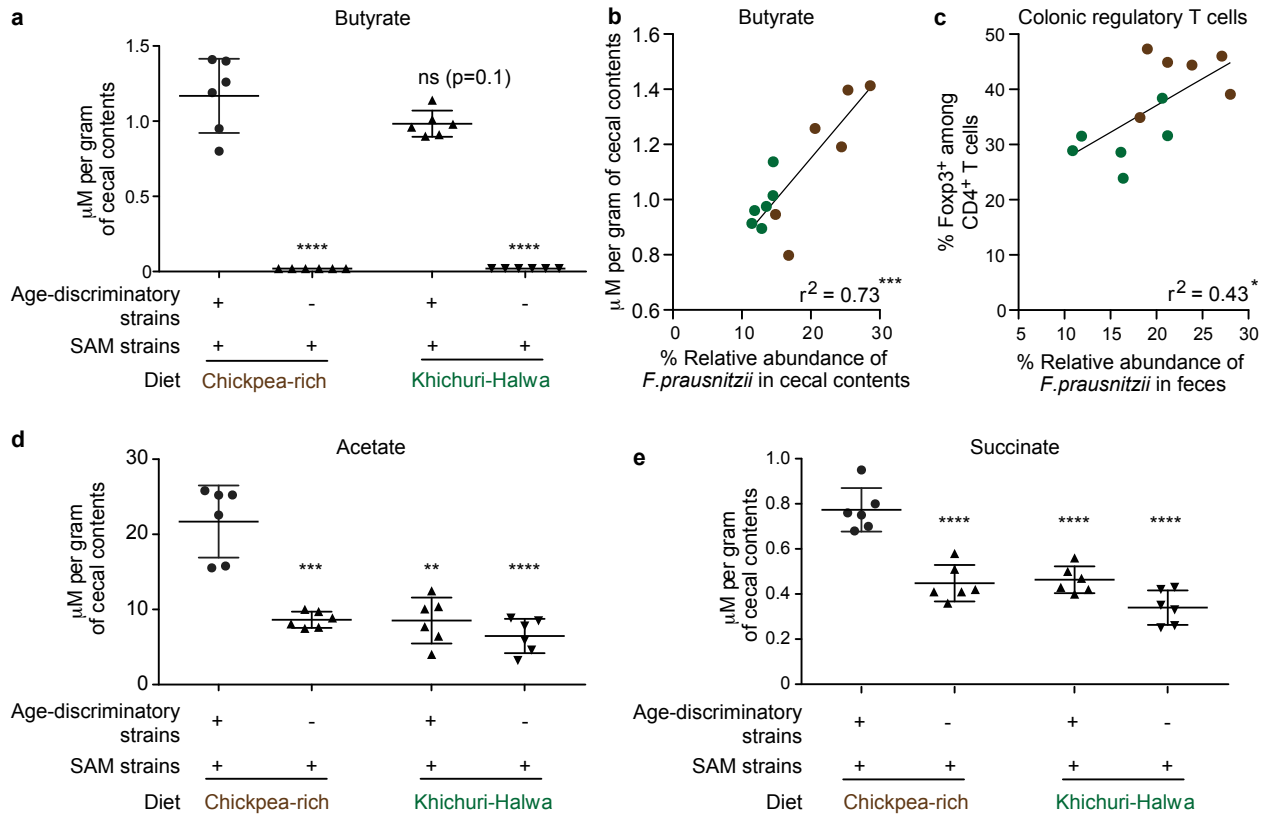 a
Butyrate
μM per gram
of cecal contents
1.5
1.0
0.5
0
ns (p=0.1)
****
****
Age-discriminatory
strains
+ - + -
SAM strains
+ + + +
Diet
Chickpea-rich
Khichuri-Halwa
b
Butyrate
μM per gram of cecal contents
1.6
1.4
1.2
1.0
0.8
0.6
r2 = 0.73***
0 10 20 30
% Relative abundance of
F.prausnitzii in cecal contents
c
Colonic regulatory T cells
% Foxp3+ among
CD4+ T cells
50
40
30
20
10
0
r2 = 0.43*
5 10 15 20 25 30
% Relative abundance of
F.prausnitzii in feces
d
Acetate
μM per gram
of cecal contents
30
20
10
0
***
**
****
Age-discriminatory
strains
+ - + -
SAM strains
+ + + +
Diet
Chickpea-rich
Khichuri-Halwa
e
Succinate
μM per gram
of cecal contents
1.0
0.8
0.6
0.4
0.2
0
****
****
****
Age-discriminatory
strains
+ - + -
SAM strains
+ + + +
Diet
Chickpea-rich
Khichuri-Halwa